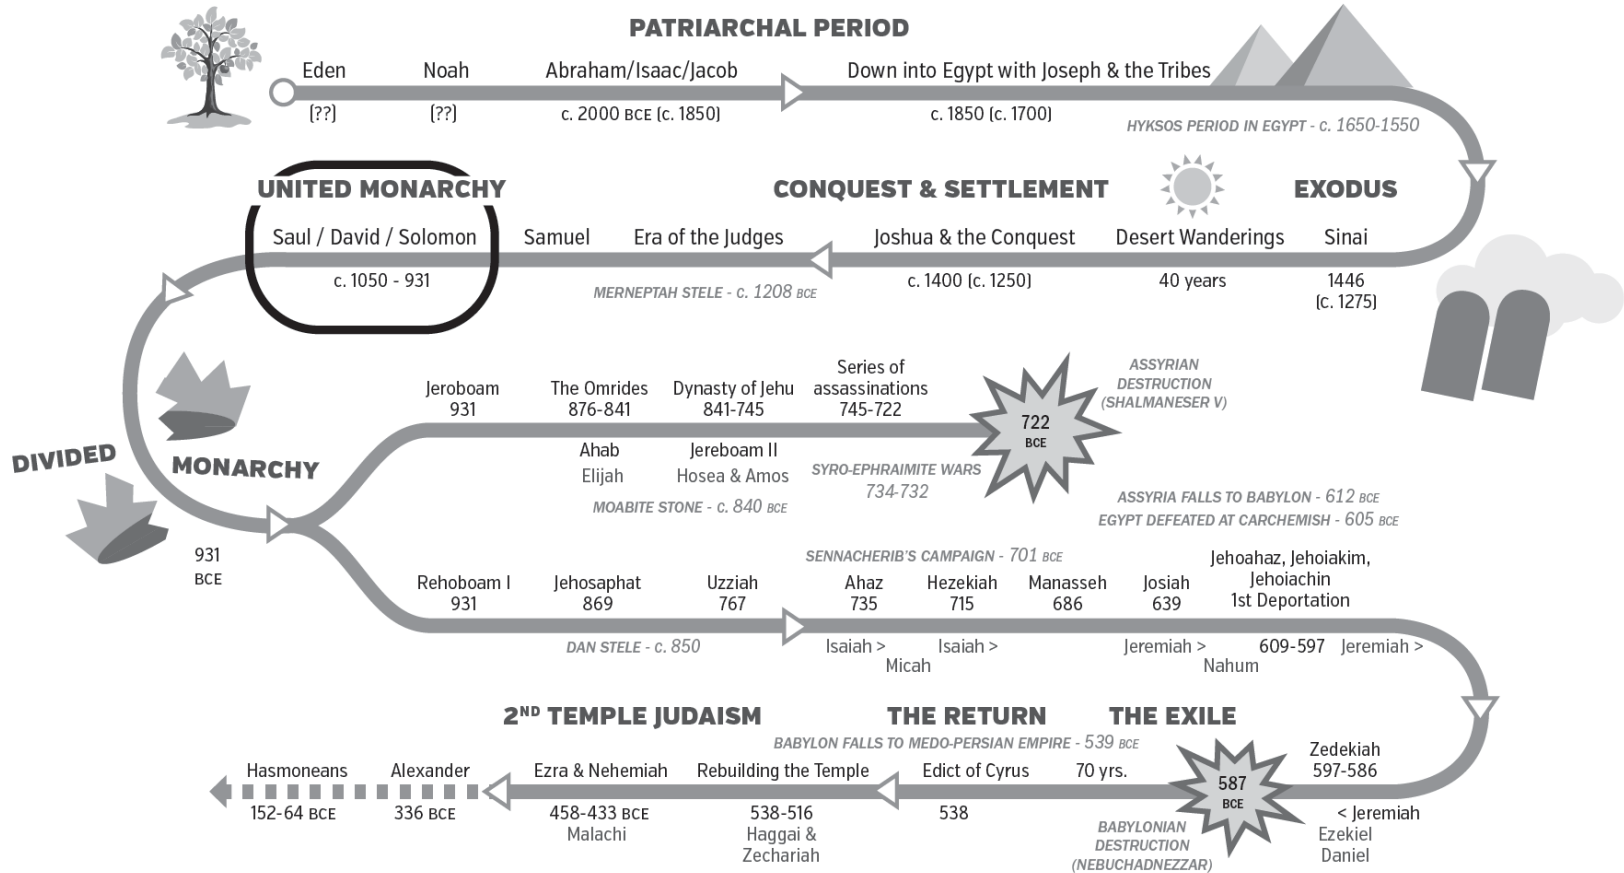 PATRIARCHAL PERIOD
Eden
Noah
Abraham/Isaac/Jacob
Down into Egypt with Joseph & the Tribes
(??)
(??)
c. 2000 BCE (c. 1850)
c. 1850 (c. 1700)
HYKSOS PERIOD IN EGYPT - c. 1650-1550
UNITED MONARCHY
CONQUEST & SETTLEMENT
EXODUS
Saul / David / Solomon
Samuel
Era of the Judges
Joshua & the Conquest
Desert Wanderings
Sinai
c. 1050 - 931
MERNEPTAH STELE - c. 1208 BCE
c. 1400 (c. 1250)
40 years
1446
(c. 1275)
DIVIDED
MONARCHY
931
BCE
Jeroboam
931
The Omrides
876-841
Dynasty of Jehu
841-745
Series of
assassinations
745-722
722
BCE
ASSYRIAN
DESTRUCTION
(SHALMANESER V)
Ahab
Elijah
Jereboam II
Hosea & Amos
SYRO-EPHRAIMITE WARS
734-732
MOABITE STONE - c. 840 BCE
ASSYRIA FALLS TO BABYLON - 612 BCE
EGYPT DEFEATED AT CARCHEMISH - 605 BCE
SENNACHERIB'S CAMPAIGN - 701 BCE
Rehoboam I
931
Jehosaphat
869
Uzziah
767
Ahaz
735
Hezekiah
715
Manasseh
686
Josiah
639
Jehoahaz, Jehoiakim,
Jehoiachin
1st Deportation
DAN STELE - c. 850
Isaiah >
Micah
Isaiah >
Jeremiah >
Nahum
609-597
Jeremiah >
2ND TEMPLE JUDAISM
THE RETURN
THE EXILE
BABYLON FALLS TO MEDO-PERSIAN EMPIRE - 539 BCE
Hasmoneans
Alexander
Ezra & Nehemiah
Rebuilding the Temple
Edict of Cyrus
70 yrs.
587
BCE
Zedekiah
597-586
152-64 BCE
336 BCE
458-433 BCE
Malachi
538-516
Haggai &
Zechariah
538
BABYLONIAN
DESTRUCTION
(NEBUCHADNEZZAR)
< Jeremiah
Ezekiel
Daniel